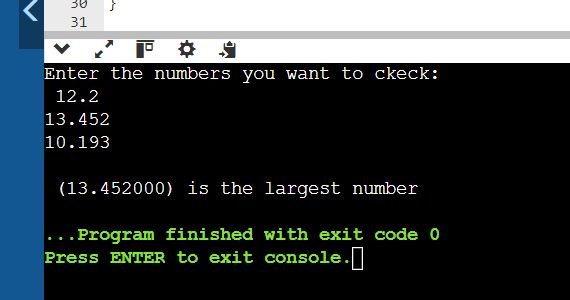 30 }
31
Enter the numbers you want to ckeck:
12.2
13.452
10.193
(13.452000) is the largest number
...Program finished with exit code 0
Press ENTER to exit console.